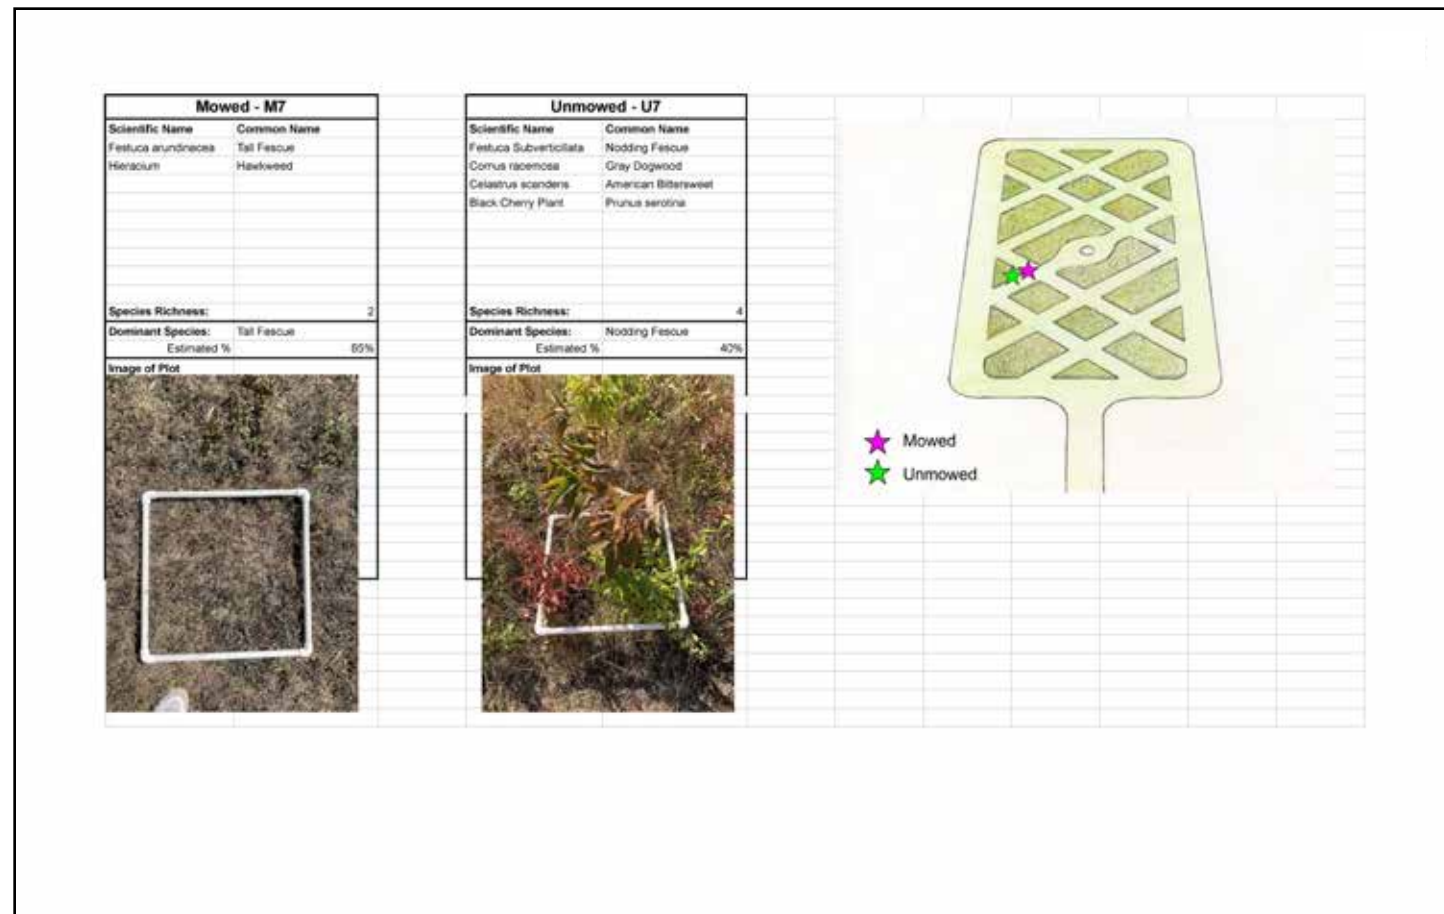 Mowed - M7
Scientific Name Common Name
Festuca arundinacea Tall Fescue
Hieracium Hawkweed
Species Richness: 2
Dominant Species: Tall Fescue
Estimated % 85%
Image of Plot
Unmowed - U7
Scientific Name Common Name
Festuca Subverticillata Nodding Fescue
Cornus racemosa Gray Dogwood
Celastrus scandens American Bittersweet
Black Cherry Plant Prunus serotina
Species Richness: 4
Dominant Species: Nodding Fescue
Estimated % 40%
Image of Plot
Mowed
Unmowed